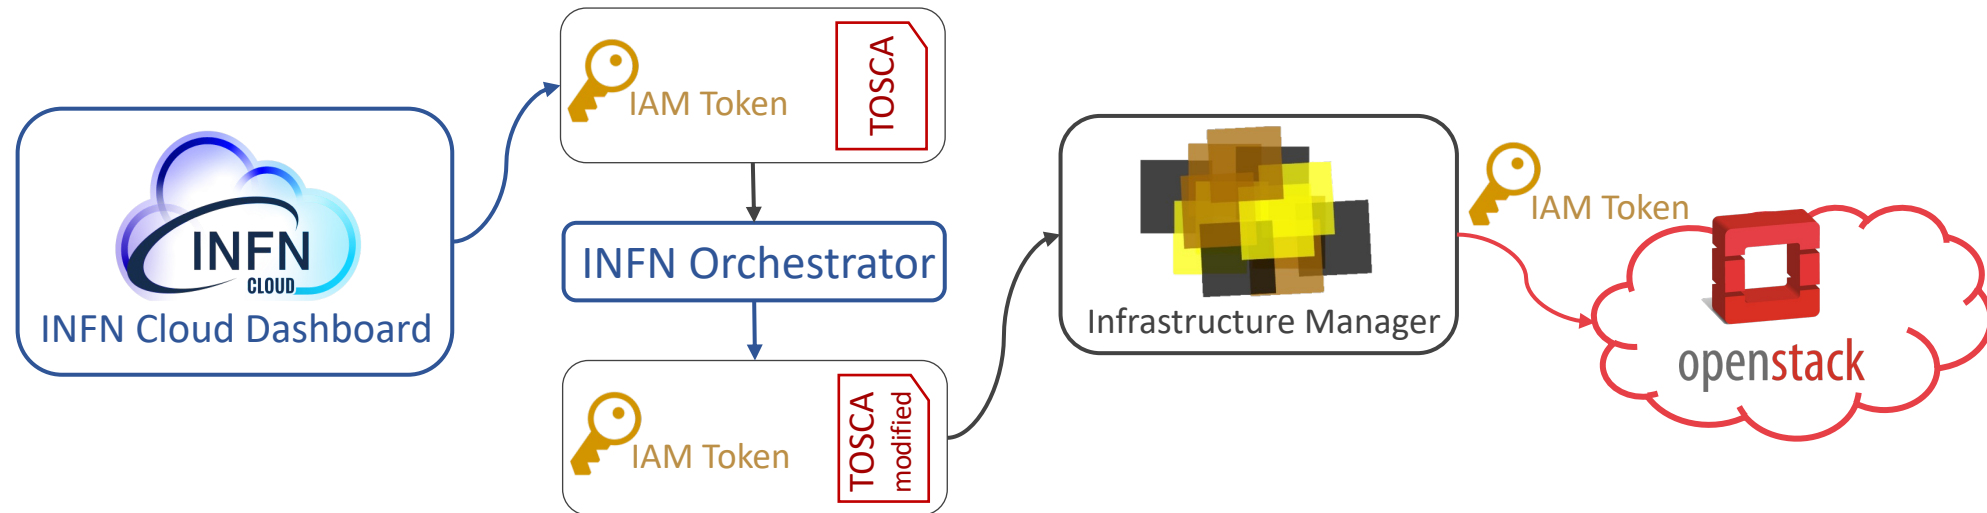 INFN
CLOUD
INFN Cloud Dashboard
IAM Token
TOSCA
INFN Orchestrator
IAM Token
TOSCA
modified
Infrastructure Manager
IAM Token
openstack